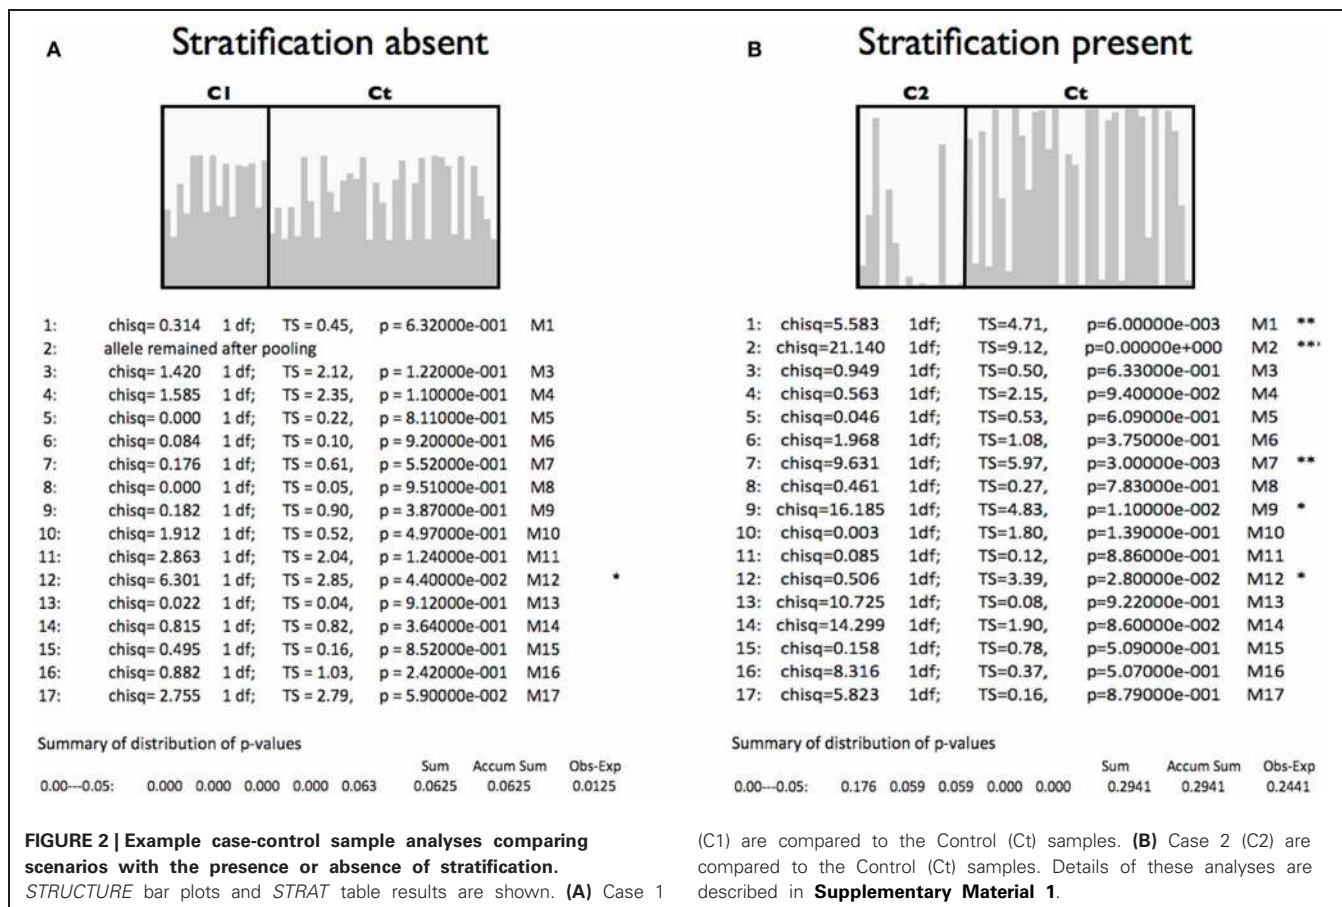 A Stratification absent
C1 Ct
1: chisq= 0.314 1 df; TS = 0.45, p = 6.32000e-001 M1
2: allele remained after pooling
3: chisq= 1.420 1 df; TS = 2.12, p = 1.22000e-001 M3
4: chisq= 1.585 1 df; TS = 2.35, p = 1.10000e-001 M4
5: chisq= 0.000 1 df; TS = 0.22, p = 8.11000e-001 M5
6: chisq= 0.084 1 df; TS = 0.10, p = 9.20000e-001 M6
7: chisq= 0.176 1 df; TS = 0.61, p = 5.52000e-001 M7
8: chisq= 0.000 1 df; TS = 0.05, p = 9.51000e-001 M8
9: chisq= 0.182 1 df; TS = 0.90, p = 3.87000e-001 M9
10: chisq= 1.912 1 df; TS = 0.52, p = 4.97000e-001 M10
11: chisq= 2.863 1 df; TS = 2.04, p = 1.24000e-001 M11
12: chisq= 6.301 1 df; TS = 2.85, p = 4.40000e-002 M12 *
13: chisq= 0.022 1 df; TS = 0.04, p = 9.12000e-001 M13
14: chisq= 0.815 1 df; TS = 0.82, p = 3.64000e-001 M14
15: chisq= 0.495 1 df; TS = 0.16, p = 8.52000e-001 M15
16: chisq= 0.882 1 df; TS = 1.03, p = 2.42000e-001 M16
17: chisq= 2.755 1 df; TS = 2.79, p = 5.90000e-002 M17
Summary of distribution of p-values
Sum Accum Sum Obs-Exp
0.00---0.05: 0.000 0.000 0.000 0.000 0.063 0.0625 0.0625 0.0125
B Stratification present
C2 Ct
1: chisq=5.583 1df; TS=4.71, p=6.00000e-003 M1 **
2: chisq=21.140 1df; TS=9.12, p=0.00000e+000 M2 **
3: chisq=0.949 1df; TS=0.50, p=6.33000e-001 M3
4: chisq=0.563 1df; TS=2.15, p=9.40000e-002 M4
5: chisq=0.046 1df; TS=0.53, p=6.09000e-001 M5
6: chisq=1.968 1df; TS=1.08, p=3.75000e-001 M6
7: chisq=9.631 1df; TS=5.97, p=3.00000e-003 M7 **
8: chisq=0.461 1df; TS=0.27, p=7.83000e-001 M8
9: chisq=16.185 1df; TS=4.83, p=1.10000e-002 M9 *
10: chisq=0.003 1df; TS=1.80, p=1.39000e-001 M10
11: chisq=0.085 1df; TS=0.12, p=8.86000e-001 M11
12: chisq=0.506 1df; TS=3.39, p=2.80000e-002 M12 *
13: chisq=10.725 1df; TS=0.08, p=9.22000e-001 M13
14: chisq=14.299 1df; TS=1.90, p=8.60000e-002 M14
15: chisq=0.158 1df; TS=0.78, p=5.09000e-001 M15
16: chisq=8.316 1df; TS=0.37, p=5.07000e-001 M16
17: chisq=5.823 1df; TS=0.16, p=8.79000e-001 M17
Summary of distribution of p-values
Sum Accum Sum Obs-Exp
0.00---0.05: 0.176 0.059 0.059 0.000 0.000 0.2941 0.2941 0.2441
FIGURE 2 | Example case-control sample analyses comparing
scenarios with the presence or absence of stratification.
STRUCTURE bar plots and STRAT table results are shown. (A) Case 1
(C1) are compared to the Control (Ct) samples. (B) Case 2 (C2) are
compared to the Control (Ct) samples. Details of these analyses are
described in Supplementary Material 1.